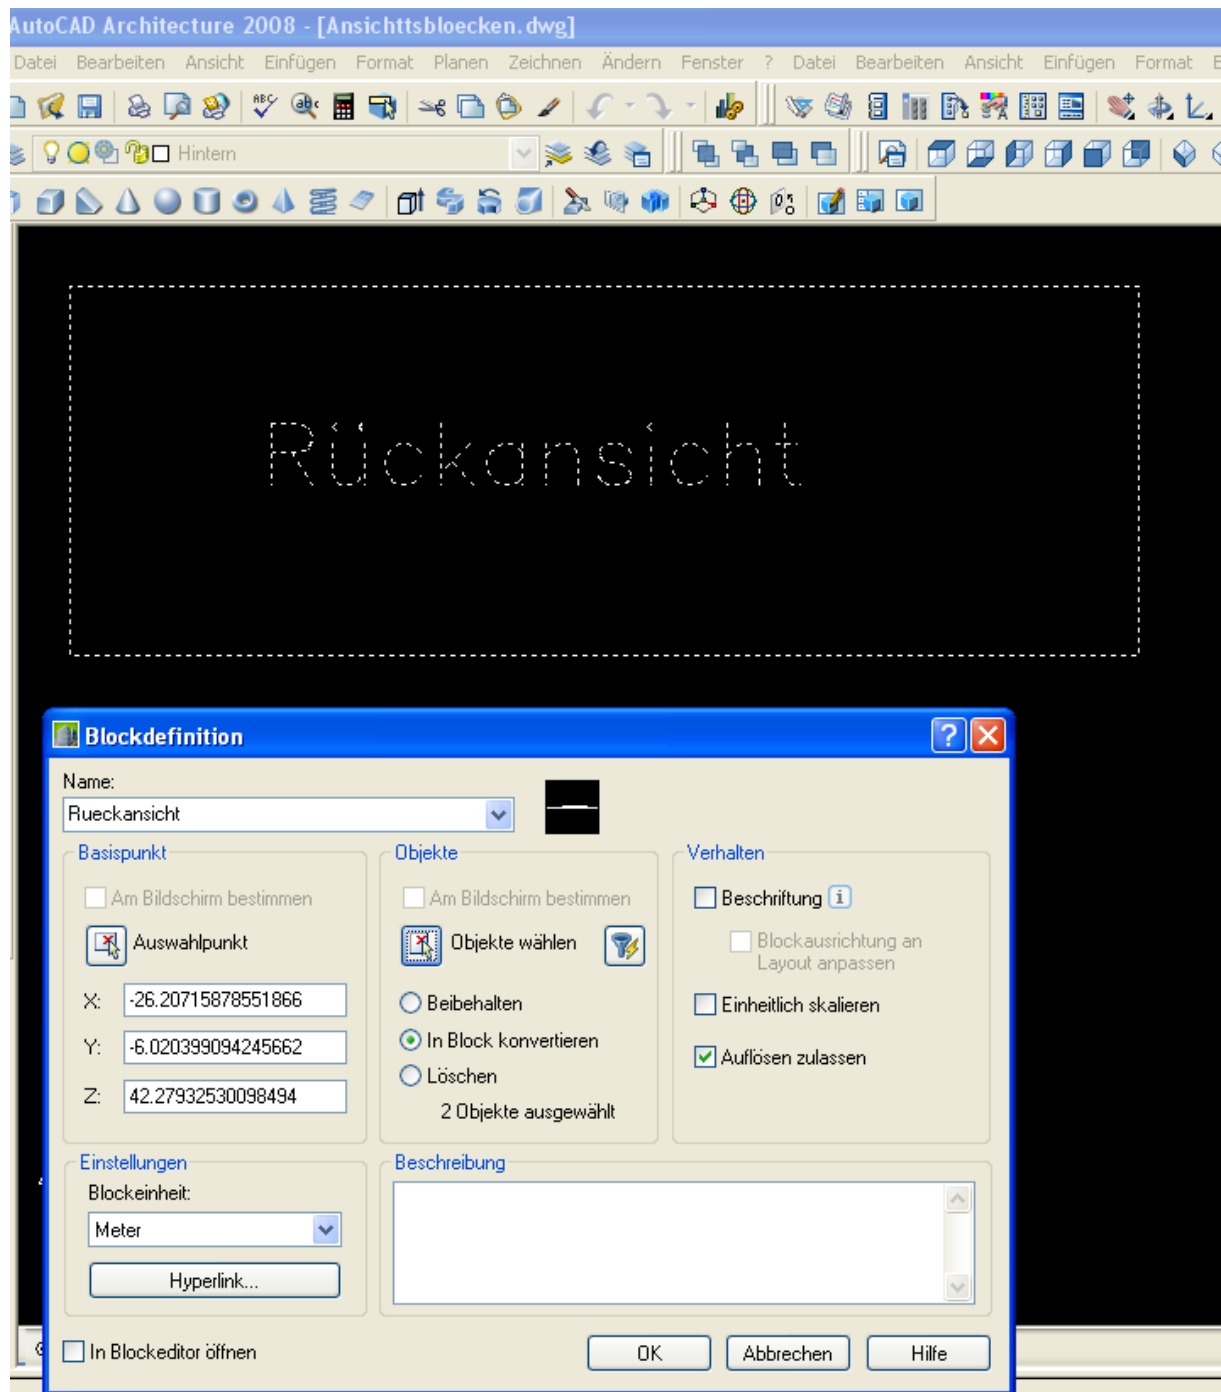 AutoCAD Architecture 2008 - [Ansichttsbloecken.dwg]
Datei Bearbeiten Ansicht Einfügen Format Planen Zeichnen Ändern Fenster ? Datei Bearbeiten Ansicht Einfügen Format
Hintern
Rückansicht
Blockdefinition
Name:
Rueckansicht
Basispunkt
Am Bildschirm bestimmen
Auswahlpunkt
X: -26.20715878551866
Y: -6.020399094245662
Z: 42.27932530098494
Objekte
Am Bildschirm bestimmen
Objekte wählen
Beibehalten
In Block konvertieren
Löschen
2 Objekte ausgewählt
Verhalten
Beschriftung
Blockausrichtung an
Layout anpassen
Einheitlich skalieren
Auflösen zulassen
Einstellungen
Blockeinheit:
Meter
Hyperlink...
Beschreibung
In Blockeditor öffnen
OK Abbrechen Hilfe